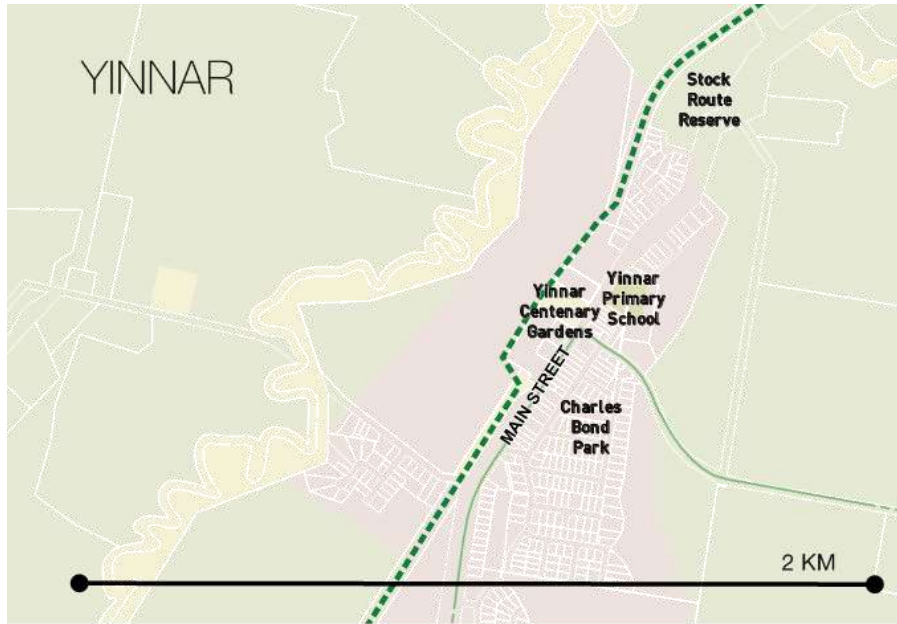 YINNAR
Stock
Route
Reserve
Yinnar
Primary
School
Yinnar
Centenary
Gardens
MAIN STREET
Charles
Bond
Park
2 KM